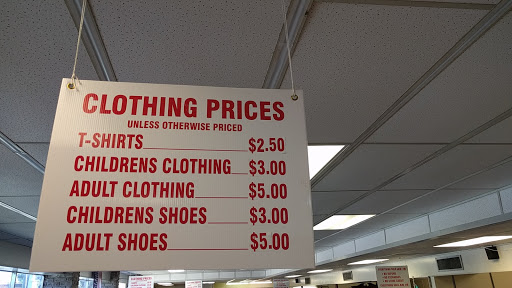 CLOTHING PRICES
UNLESS OTHERWISE PRICED
T-SHIRTS $2.50
CHILDRENS CLOTHING $3.00
ADULT CLOTHING $5.00
CHILDRENS SHOES $3.00
ADULT SHOES $5.00